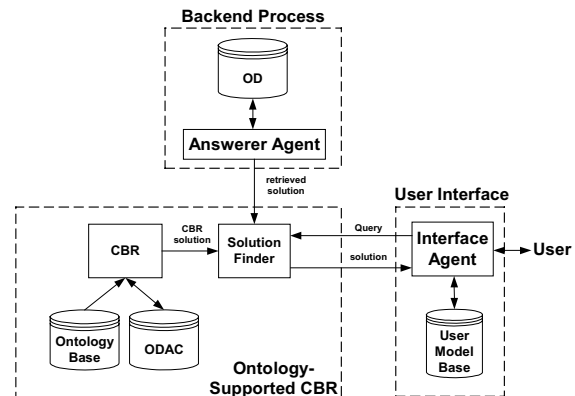 Backend Process
OD
Answerer Agent
retrieved
solution
User Interface
CBR
CBR
solution
Solution
Finder
Query
solution
Interface
Agent
User
Ontology
Base
ODAC
User
Model
Base
Ontology-
Supported CBR